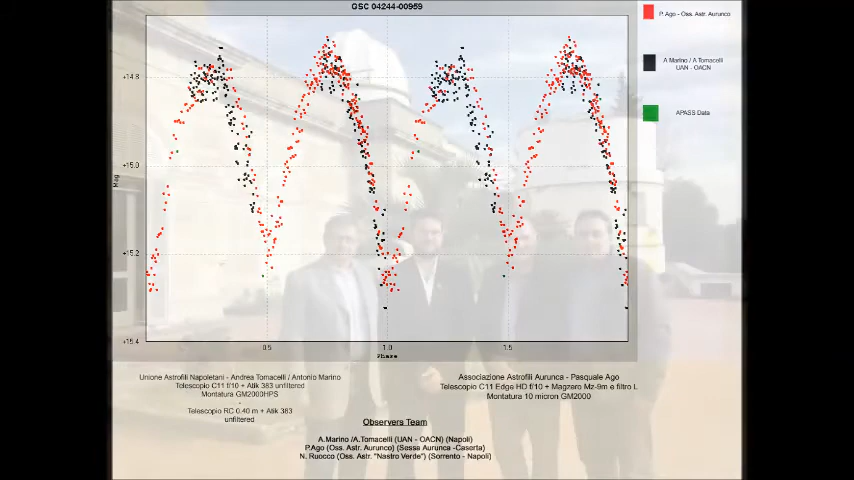 GSC 04244-00959
P.Ago - Oss. Astr. Aurunco
A.Marino / A.Tomacelli
UAN - OACN
APASS Data
+14.8
+15.0
+15.2
+15.4
Mag
0.5
1.0
1.5
Phase
Unione Astrofili Napoletani - Andrea Tomacelli / Antonio Marino
Telescopio C11 f/10 + Atik 383 unfiltered
Montatura GM2000HPS
-
Telescopio RC 0.40 m + Atik 383
unfiltered
Associazione Astrofili Aurunca - Pasquale Ago
Telescopio C11 Edge HD f/10 + Magzero Mz-9m e filtro L
Montatura 10 micron GM2000
Observers Team
A.Marino /A.Tomacelli (UAN - OACN) (Napoli)
P.Ago (Oss. Astr. Aurunco) (Sessa Aurunca -Caserta)
N. Ruocco (Oss. Astr. "Nastro Verde") (Sorrento - Napoli)